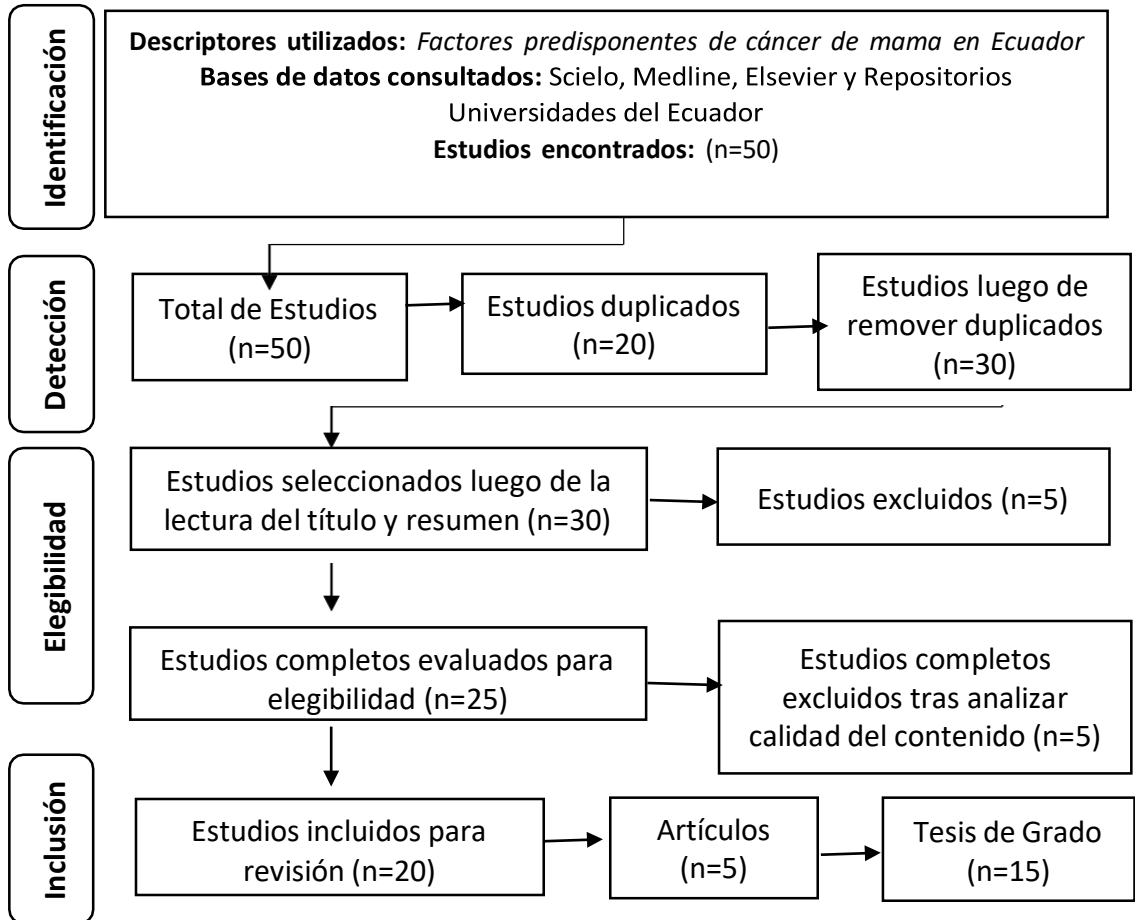 Identificación
Descriptores utilizados: Factores predisponentes de cáncer de mama en Ecuador
Bases de datos consultados: Scielo, Medline, Elsevier y Repositorios
Universidades del Ecuador
Estudios encontrados: (n=50)
Detección
Total de Estudios
(n=50)
Estudios duplicados
(n=20)
Estudios luego de
remover duplicados
(n=30)
Elegibilidad
Estudios seleccionados luego de la
lectura del título y resumen (n=30)
Estudios excluidos (n=5)
Estudios completos evaluados para
elegibilidad (n=25)
Estudios completos
excluidos tras analizar
calidad del contenido (n=5)
Inclusión
Estudios incluidos para
revisión (n=20)
Artículos
(n=5)
Tesis de Grado
(n=15)